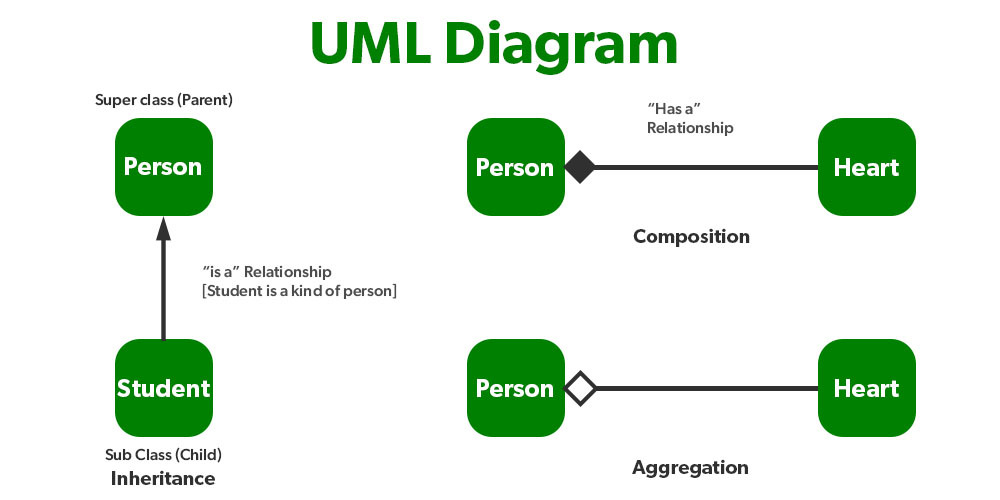 UML Diagram
Super class (Parent)
Person
"is a" Relationship
[Student is a kind of person]
Student
Sub Class (Child)
Inheritance
“Has a”
Relationship
Person
Heart
Composition
Person
Heart
Aggregation